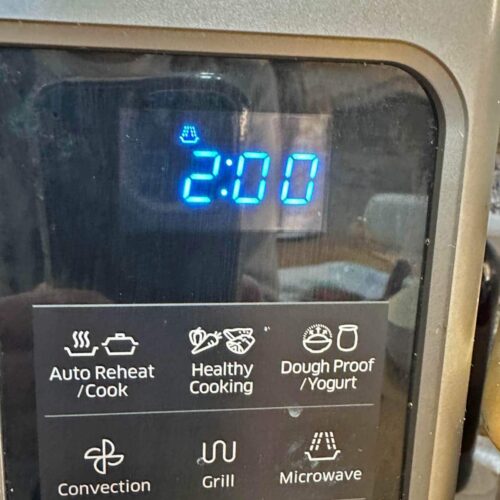 2:00
Auto Reheat
/Cook
Healthy
Cooking
Dough Proof
/Yogurt
Convection
Grill
Microwave